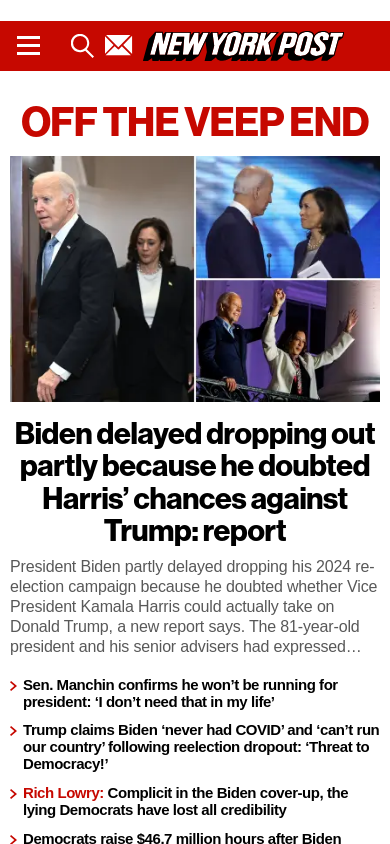 NEW YORK POST
OFF THE VEEP END
Biden delayed dropping out
partly because he doubted
Harris’ chances against
Trump: report
President Biden partly delayed dropping his 2024 re-
election campaign because he doubted whether Vice
President Kamala Harris could actually take on
Donald Trump, a new report says. The 81-year-old
president and his senior advisers had expressed…
Sen. Manchin confirms he won’t be running for
president: ‘I don’t need that in my life’
Trump claims Biden ‘never had COVID’ and ‘can’t run
our country’ following reelection dropout: ‘Threat to
Democracy!’
Rich Lowry: Complicit in the Biden cover-up, the
lying Democrats have lost all credibility
Democrats raise $46.7 million hours after Biden